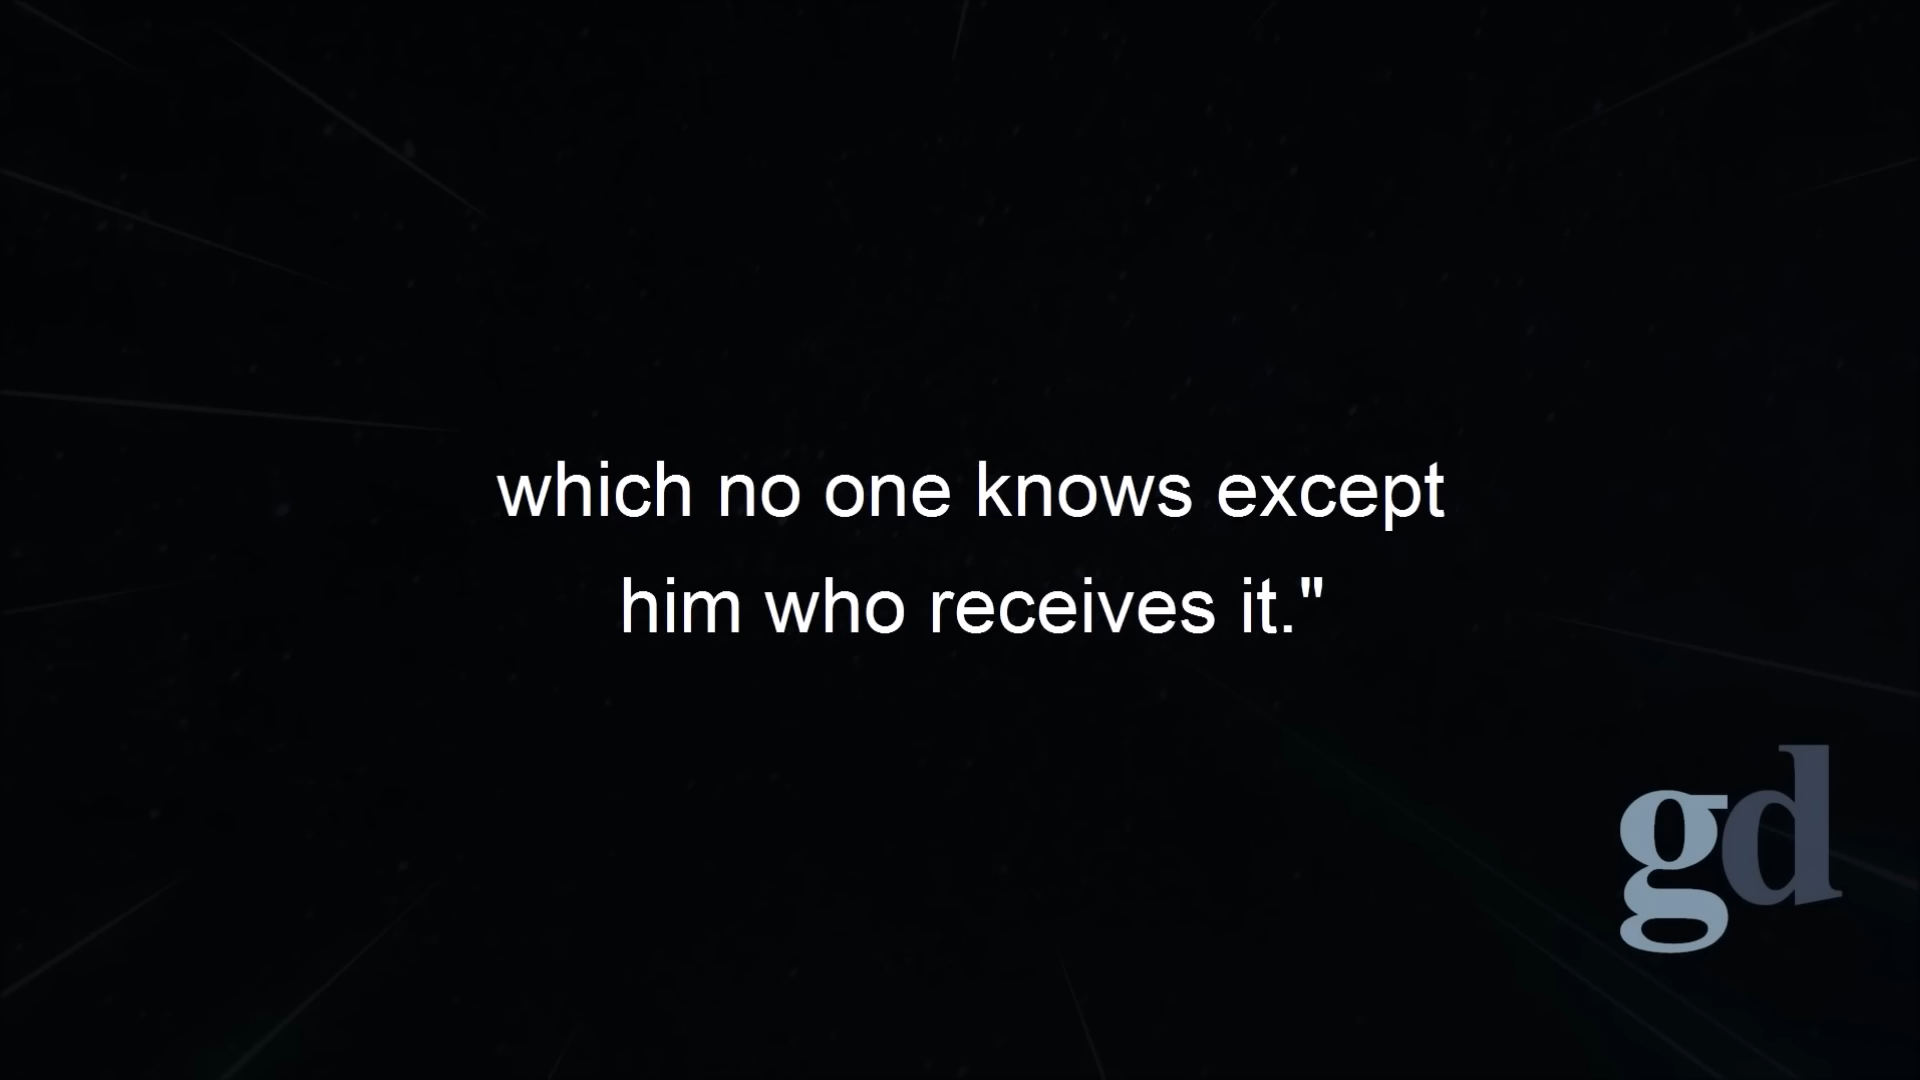 which no one knows except
him who receives it."
gd